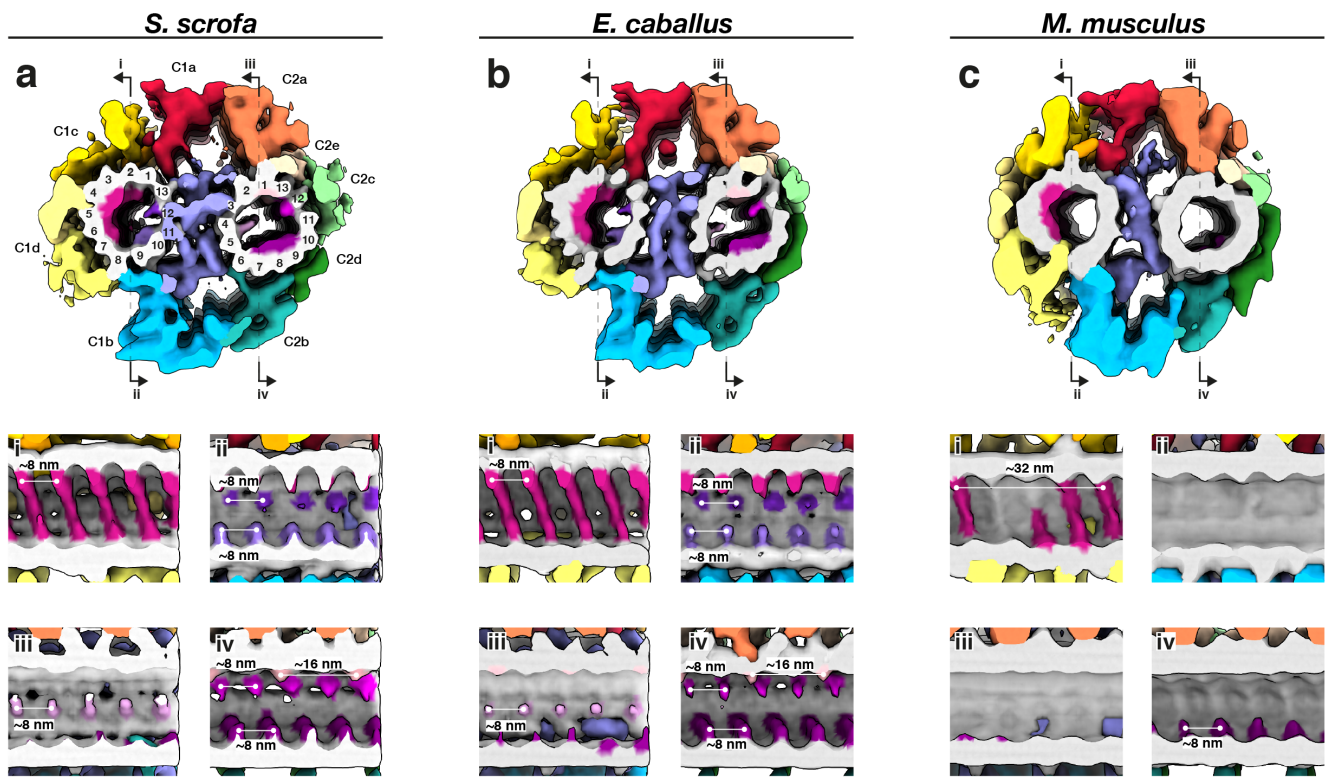 S. scrofa E. caballus M. musculus
a b c
i iii i iii i iii
C1a C2a
C1c C2e
C2c
C1d C2d
C1b C2b
3 2 1 13 4 12 5 11 6 10 7 8 9
2 1 13 3 12 4 11 5 10 6 7 8 9
ii iv ii iv ii iv
i ii i ii i ii
~8 nm ~8 nm ~8 nm
~8 nm ~8 nm ~8 nm
~32 nm
iii iv iii iv iii iv
~8 nm ~8 nm ~16 nm ~8 nm
~8 nm ~8 nm ~16 nm ~8 nm
~8 nm